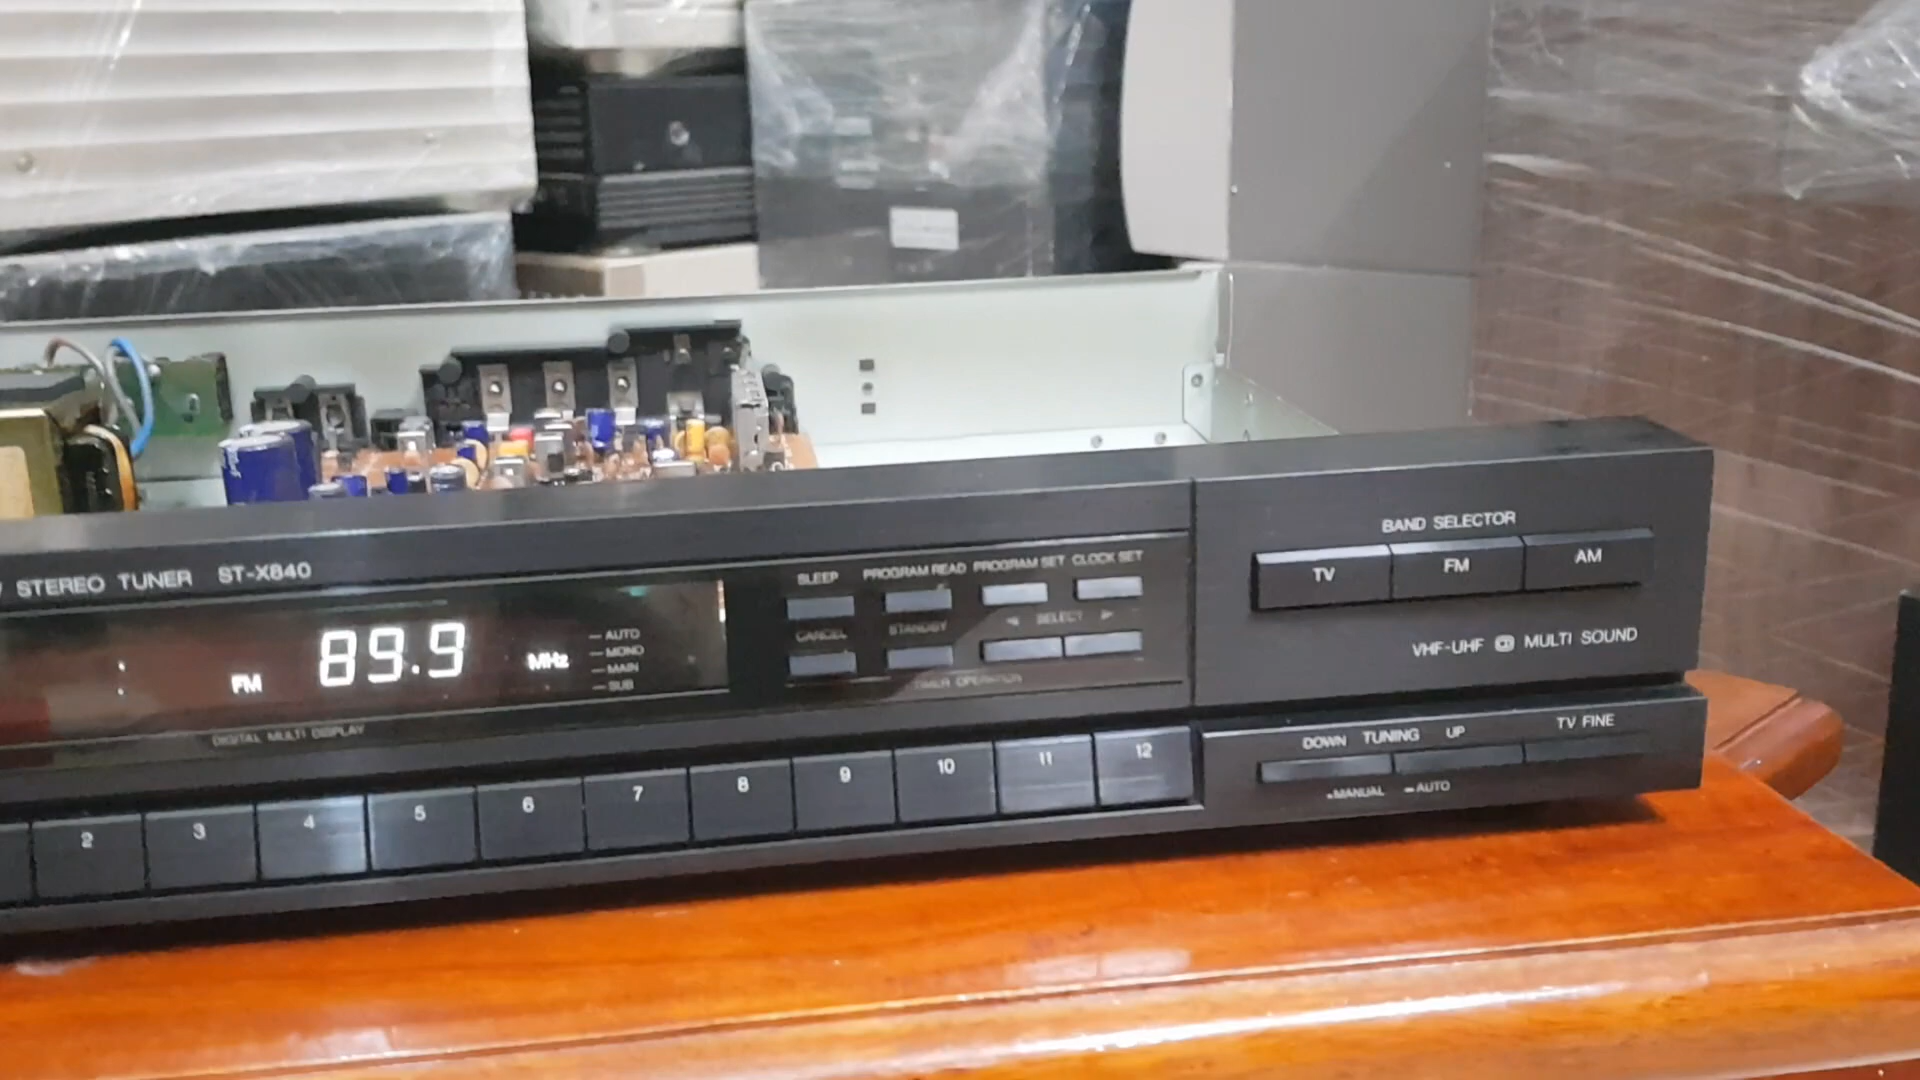 STEREO TUNER ST-X840
FM 89.9 MHz
AUTO
MONO
MAIN
SUB
DIGITAL MULTI DISPLAY
SLEEP PROGRAM READ PROGRAM SET CLOCK SET
CANCEL STANDBY ◄ SELECT ►
TIMER OPERATION
BAND SELECTOR
TV FM AM
VHF-UHF MULTI SOUND
2 3 4 5 6 7 8 9 10 11 12
DOWN TUNING UP TV FINE
MANUAL AUTO